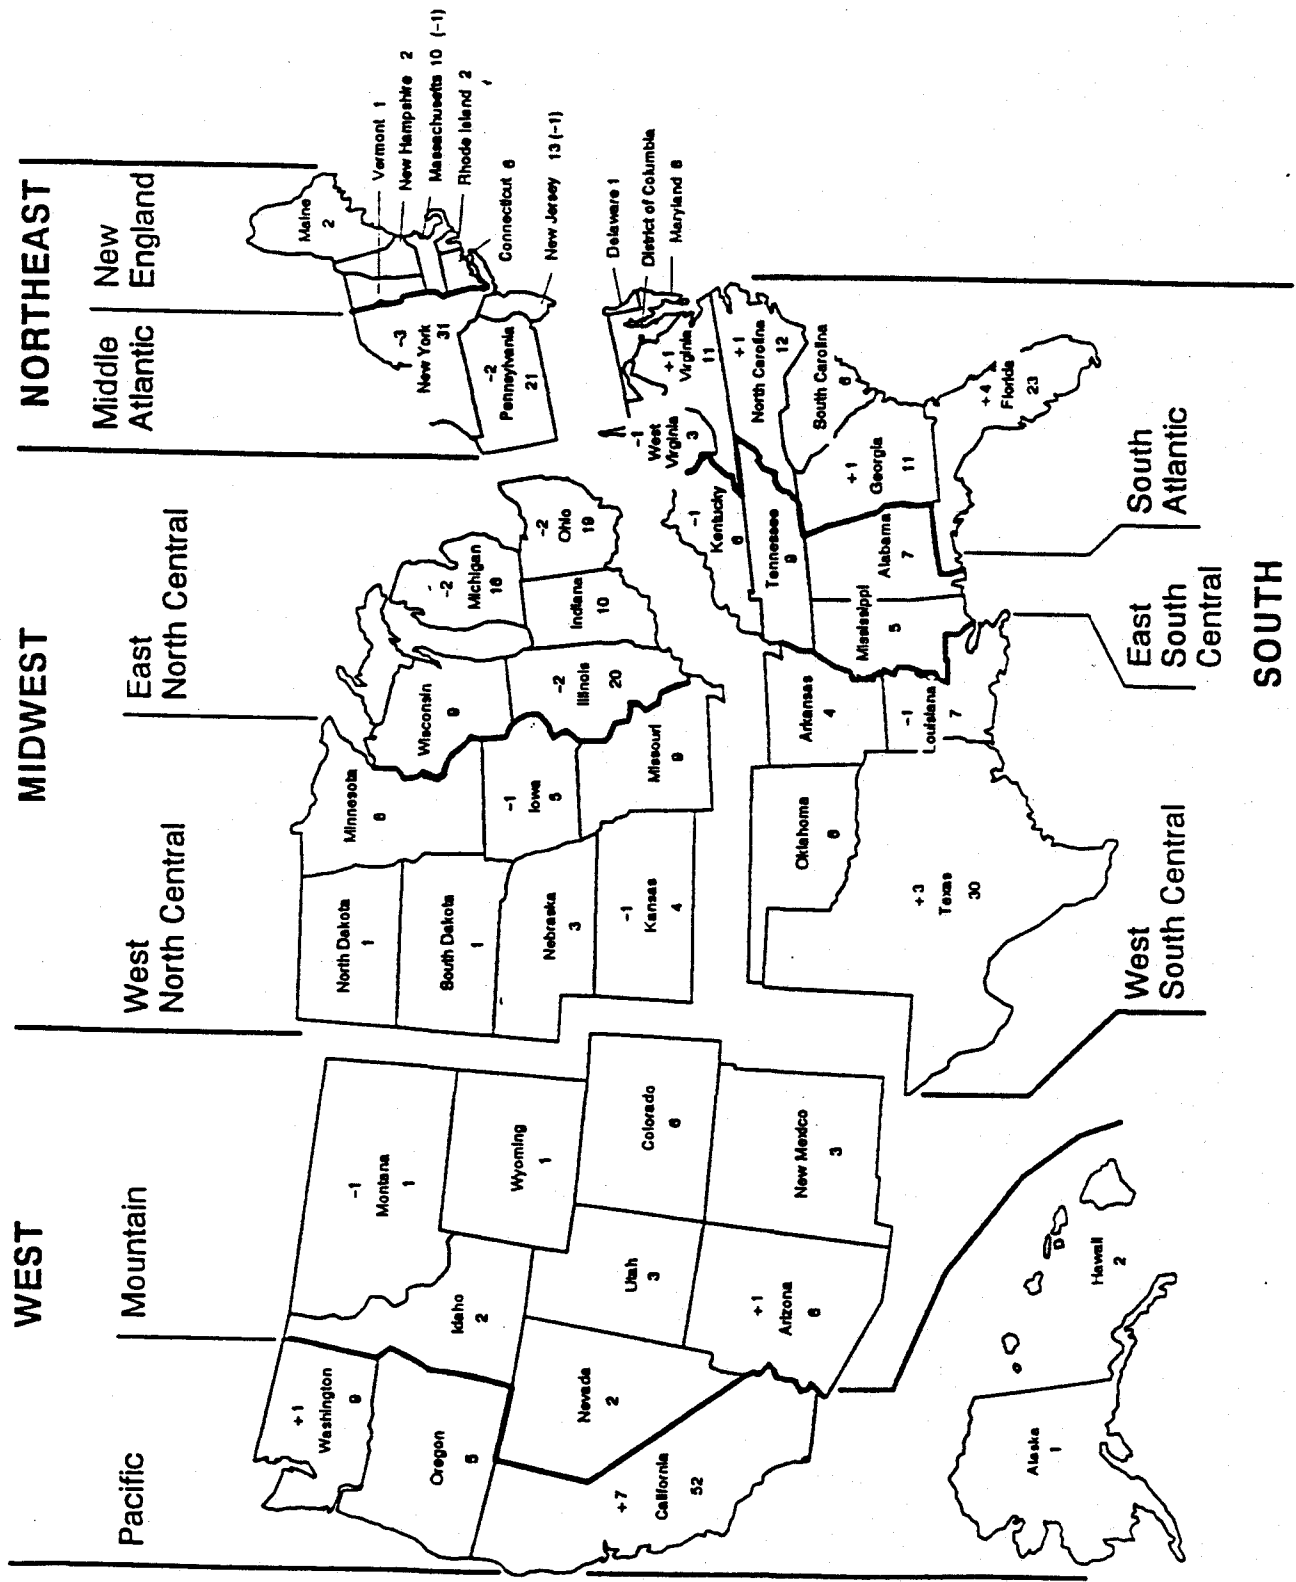 WEST
MIDWEST
NORTHEAST
Pacific
Mountain
West
North Central
East
North Central
Middle
Atlantic
New
England
+1
Washington
9
Oregon
5
+7
California
52
Nevada
2
Idaho
2
-1
Montana
1
Wyoming
1
Utah
3
Colorado
6
+1
Arizona
6
New Mexico
3
Alaska
1
Hawaii
2
North Dakota
1
South Dakota
1
Nebraska
3
-1
Kansas
4
Minnesota
8
-1
Iowa
5
Missouri
9
Wisconsin
9
-2
Illinois
20
-2
Michigan
16
Indiana
10
-2
Ohio
19
-3
New York
31
-2
Pennsylvania
21
Maine
2
Vermont 1
New Hampshire 2
Massachusetts 10 (-1)
Rhode Island 2
Connecticut 6
New Jersey 13 (-1)
Delaware 1
District of Columbia
Maryland 8
-1
West
Virginia
3
+1
Virginia
11
+1
North Carolina
12
South Carolina
6
+1
Georgia
11
+4
Florida
23
-1
Kentucky
6
Tennessee
9
Alabama
7
Mississippi
5
Arkansas
4
-1
Louisiana
7
Oklahoma
6
+3
Texas
30
West
South Central
East
South
Central
South
Atlantic
SOUTH